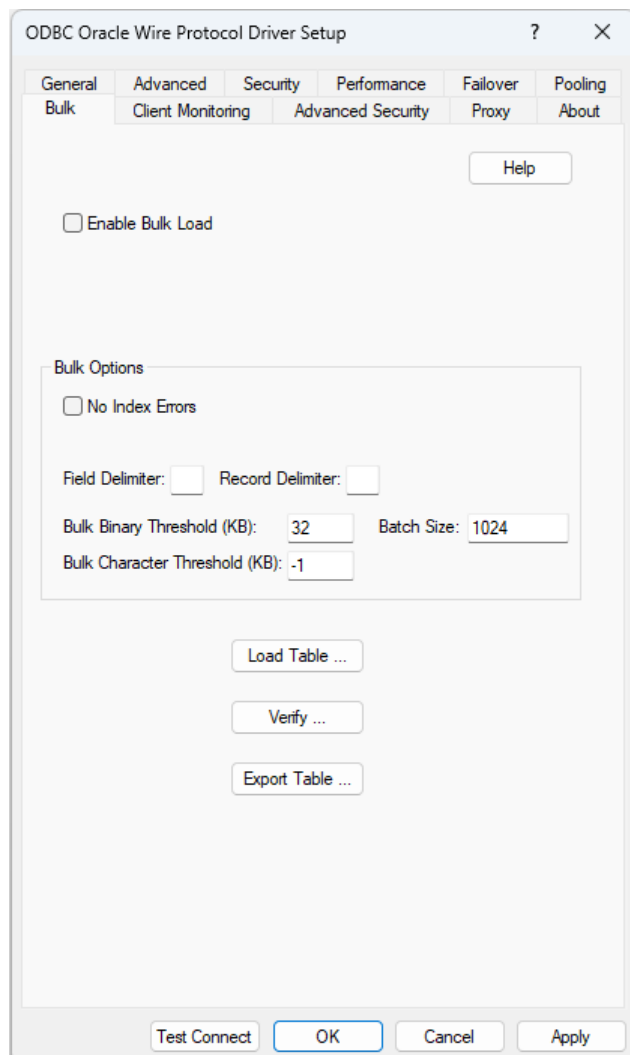 ODBC Oracle Wire Protocol Driver Setup ? X
General Advanced Security Performance Failover Pooling
Bulk Client Monitoring Advanced Security Proxy About
Help
Enable Bulk Load
Bulk Options
No Index Errors
Field Delimiter: Record Delimiter:
Bulk Binary Threshold (KB): 32 Batch Size: 1024
Bulk Character Threshold (KB): -1
Load Table ...
Verify ...
Export Table ...
Test Connect OK Cancel Apply